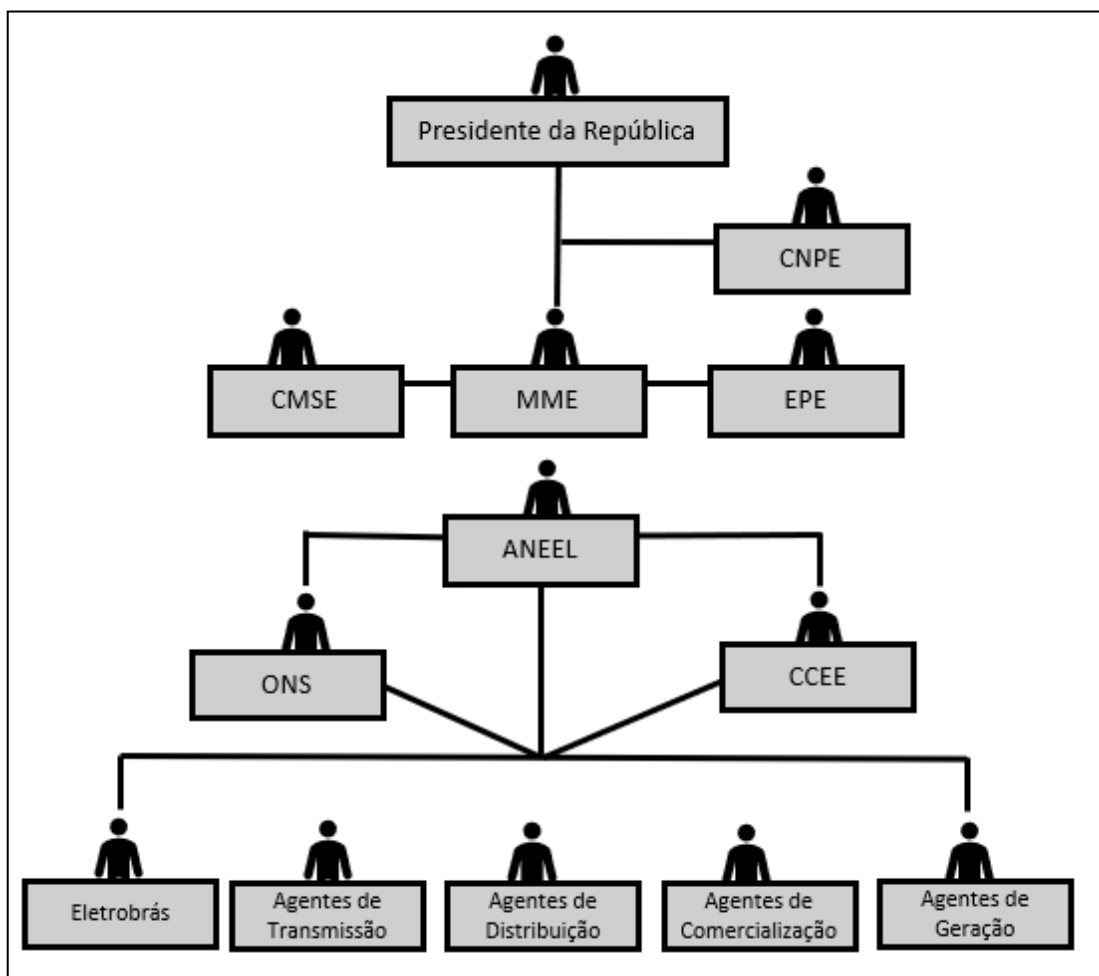 Presidente da República
CNPE
CMSE
MME
EPE
ANEEL
ONS
CCEE
Eletrobrás
Agentes de
Transmissão
Agentes de
Distribuição
Agentes de
Comercialização
Agentes de
Geração